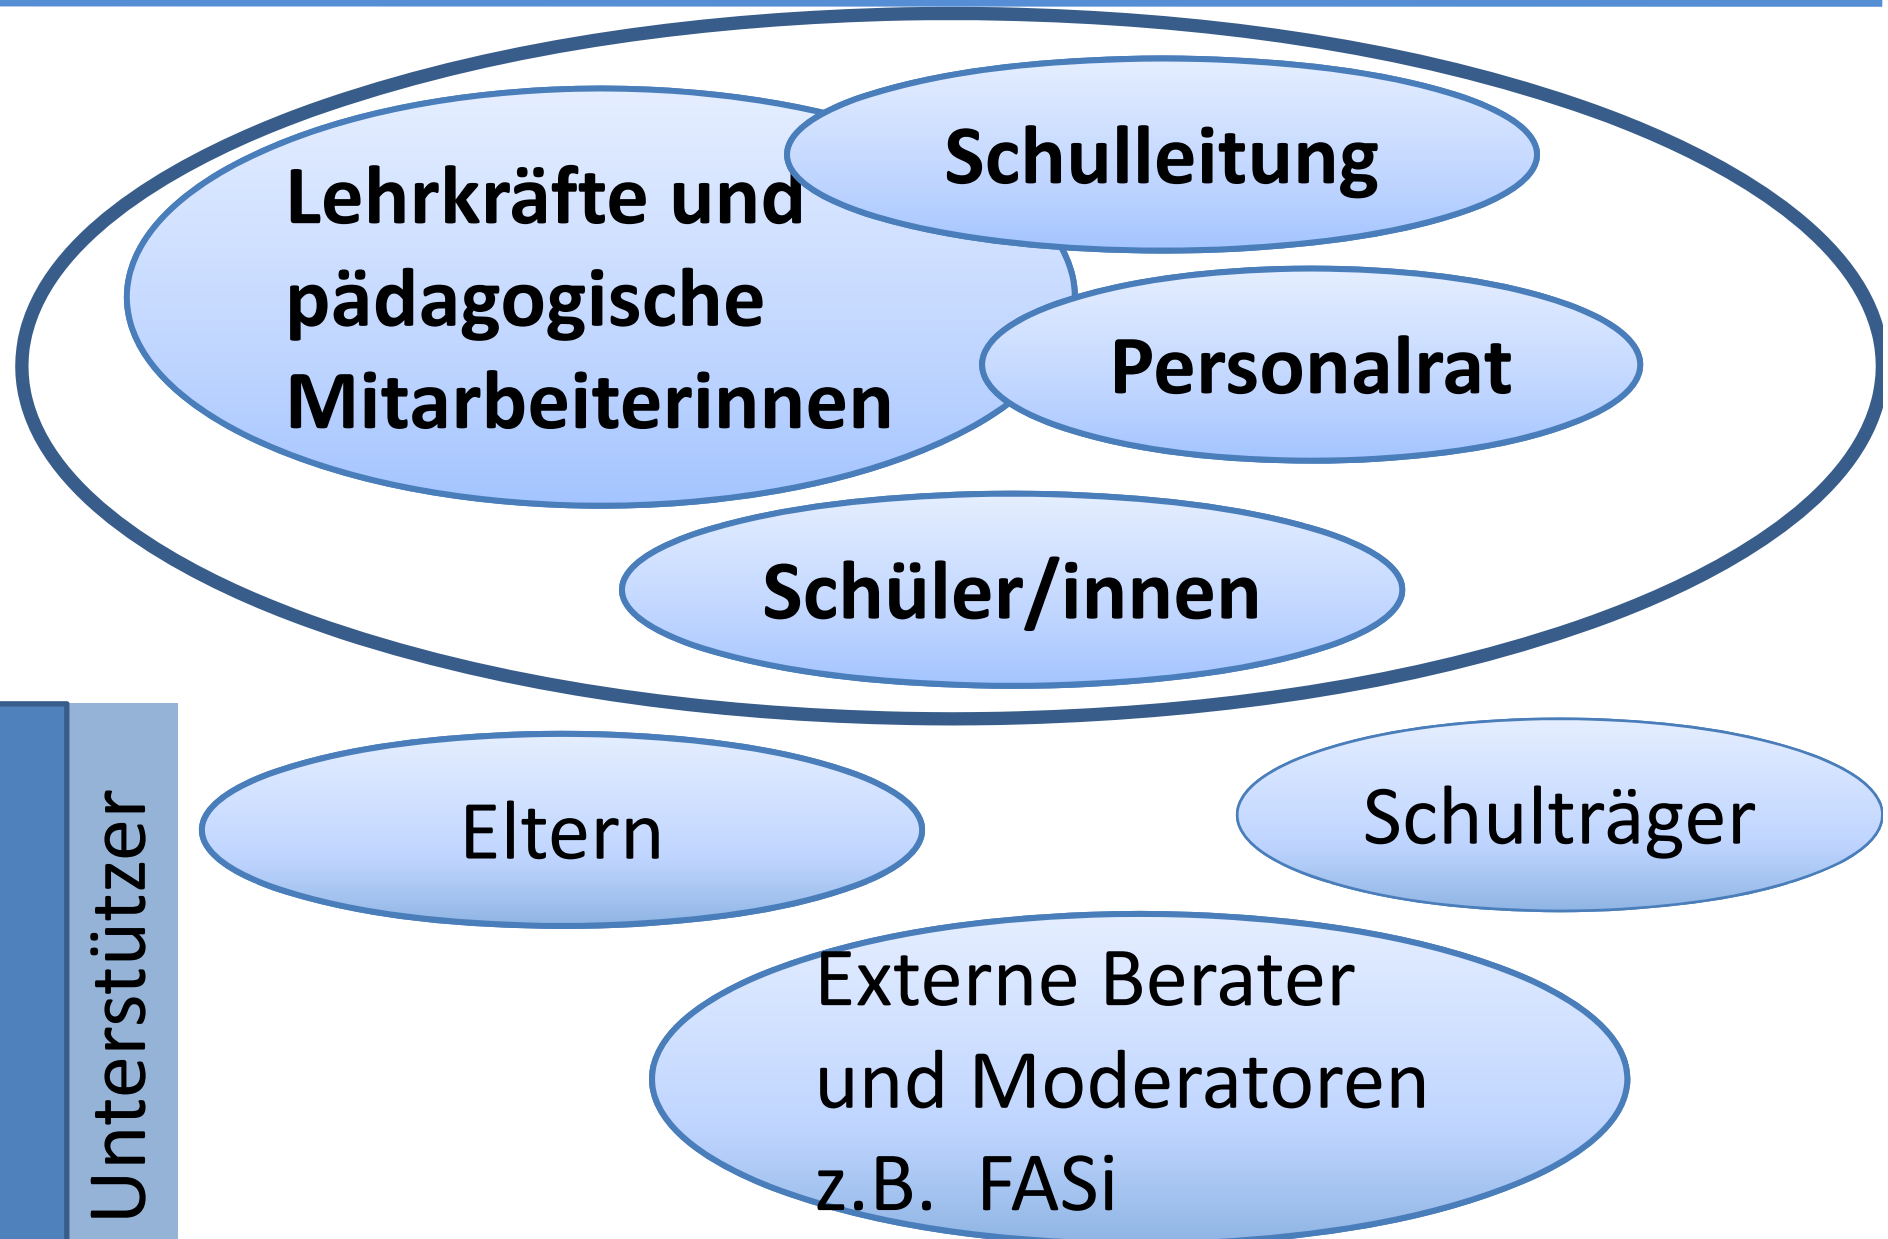 Schulleitung
Lehrkräfte und
pädagogische
Mitarbeiterinnen
Personalrat
Schüler/innen
Unterstützer
Eltern
Schulträger
Externe Berater
und Moderatoren
z.B. FASi